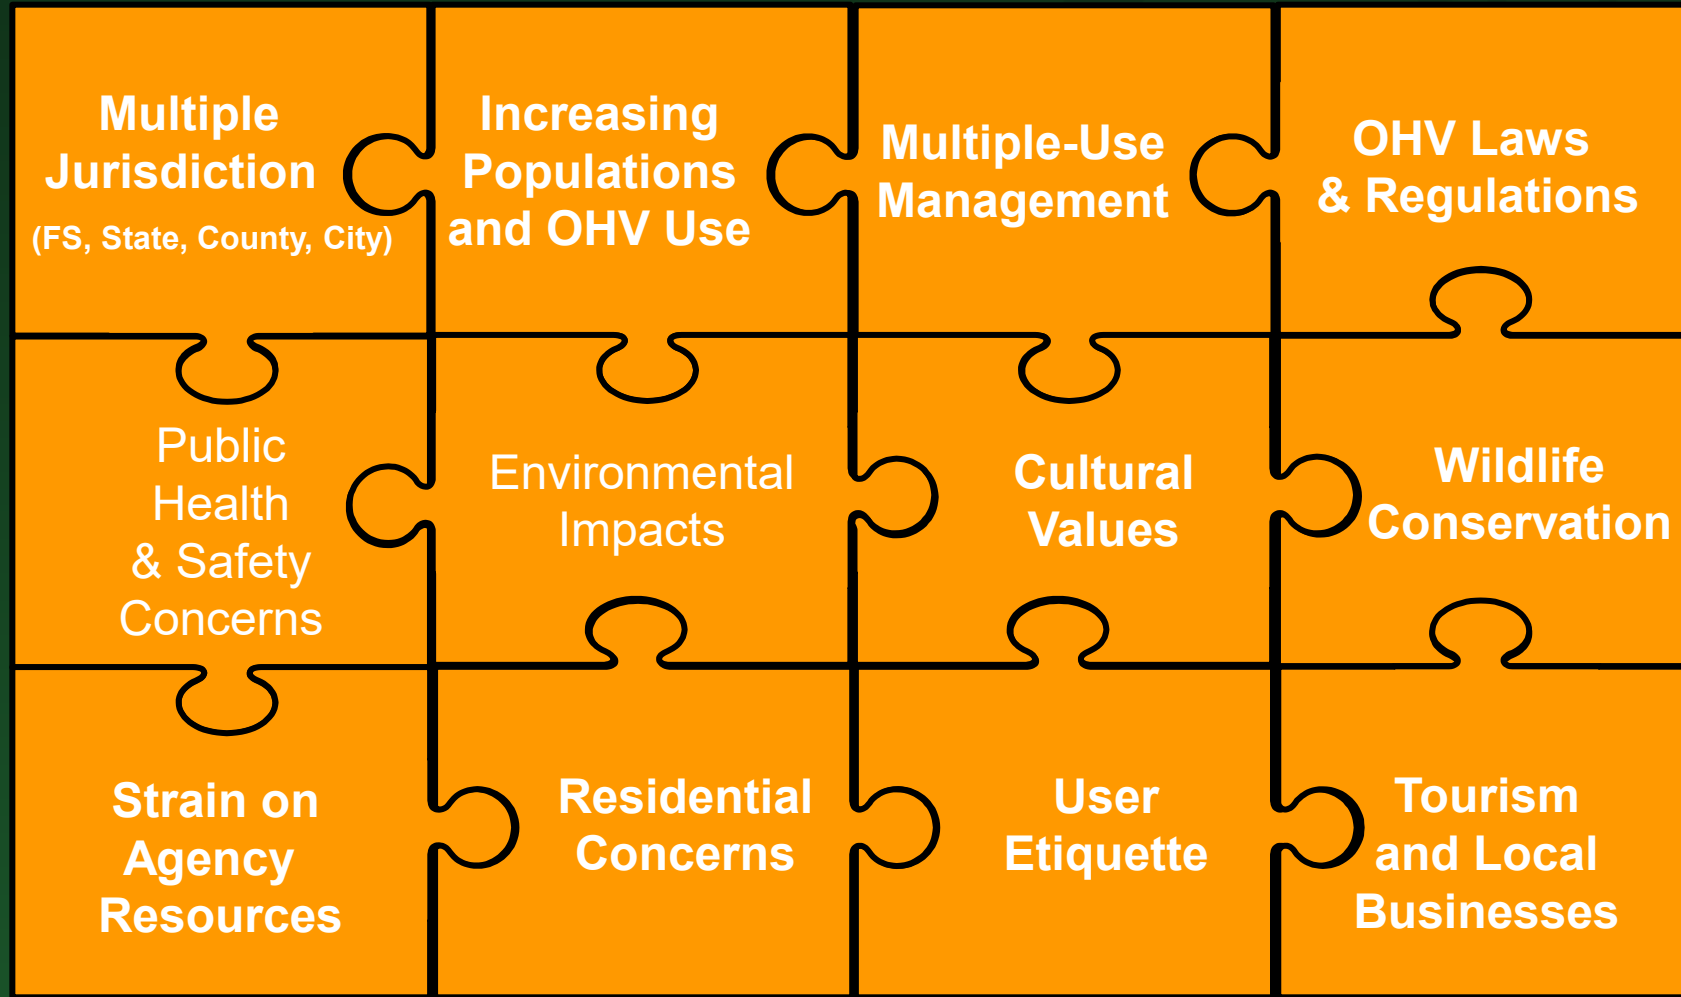 Multiple
Jurisdiction
(FS, State, County, City)
Increasing
Populations
and OHV Use
Multiple-Use
Management
OHV Laws
& Regulations
Public
Health
& Safety
Concerns
Environmental
Impacts
Cultural
Values
Wildlife
Conservation
Strain on
Agency
Resources
Residential
Concerns
User
Etiquette
Tourism
and Local
Businesses